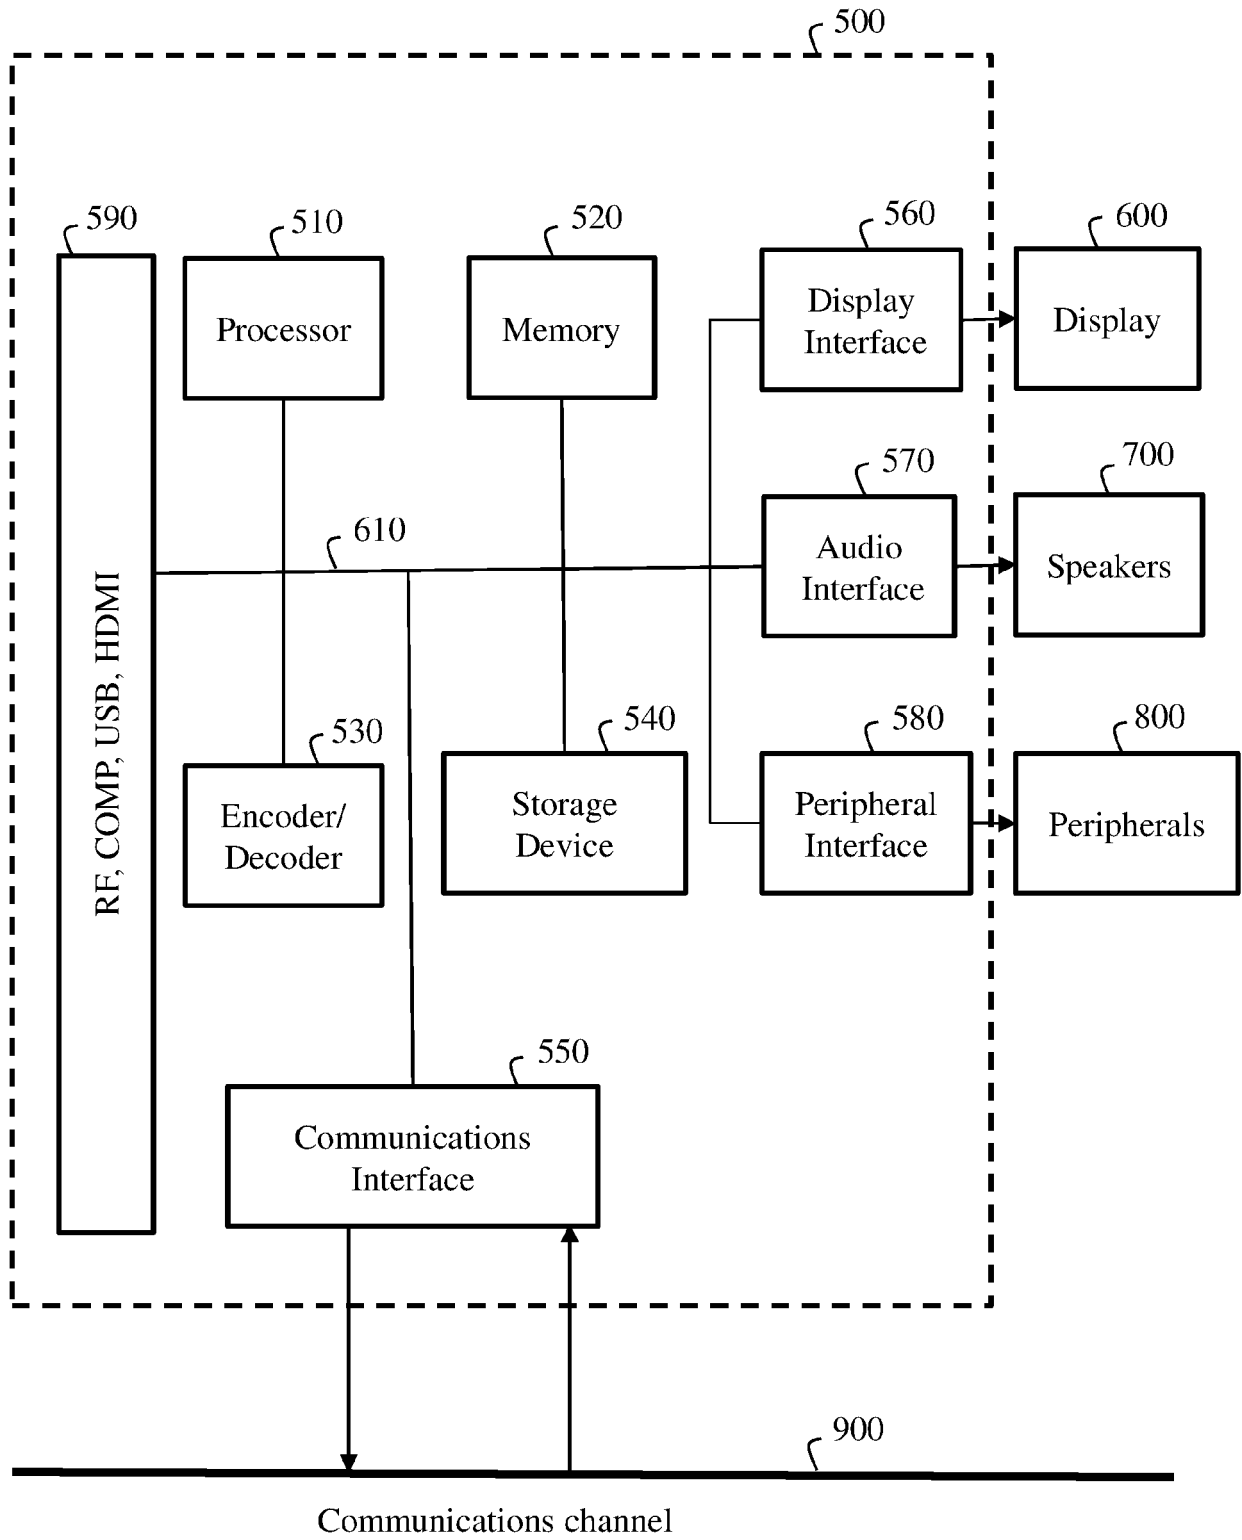 500
590
510
520
560
600
Processor
Memory
Display
Interface
Display
570
700
610
Audio
Interface
Speakers
RF, COMP, USB, HDMI
530
540
580
800
Encoder/
Decoder
Storage
Device
Peripheral
Interface
Peripherals
550
Communications
Interface
900
Communications channel